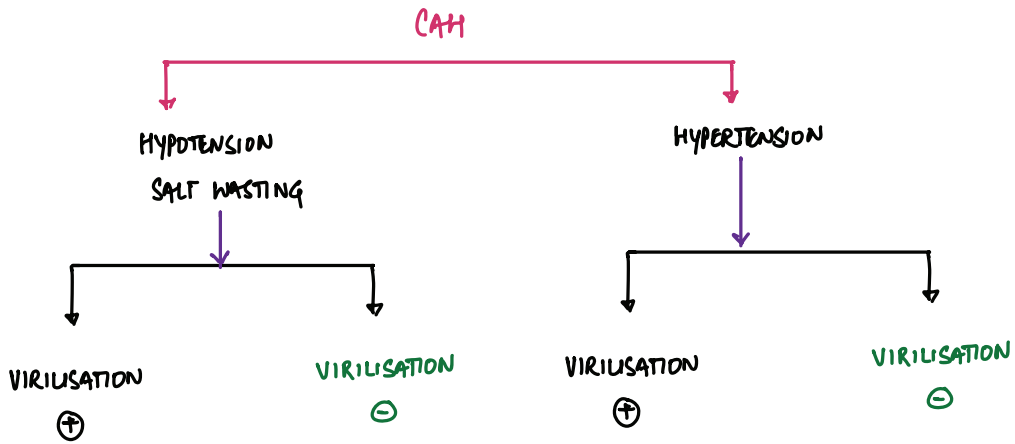 CAH
HYPOTENSION
SALT WASTING
HYPERTENSION
VIRILISATION
+
VIRILISATION
-
VIRILISATION
+
VIRILISATION
-